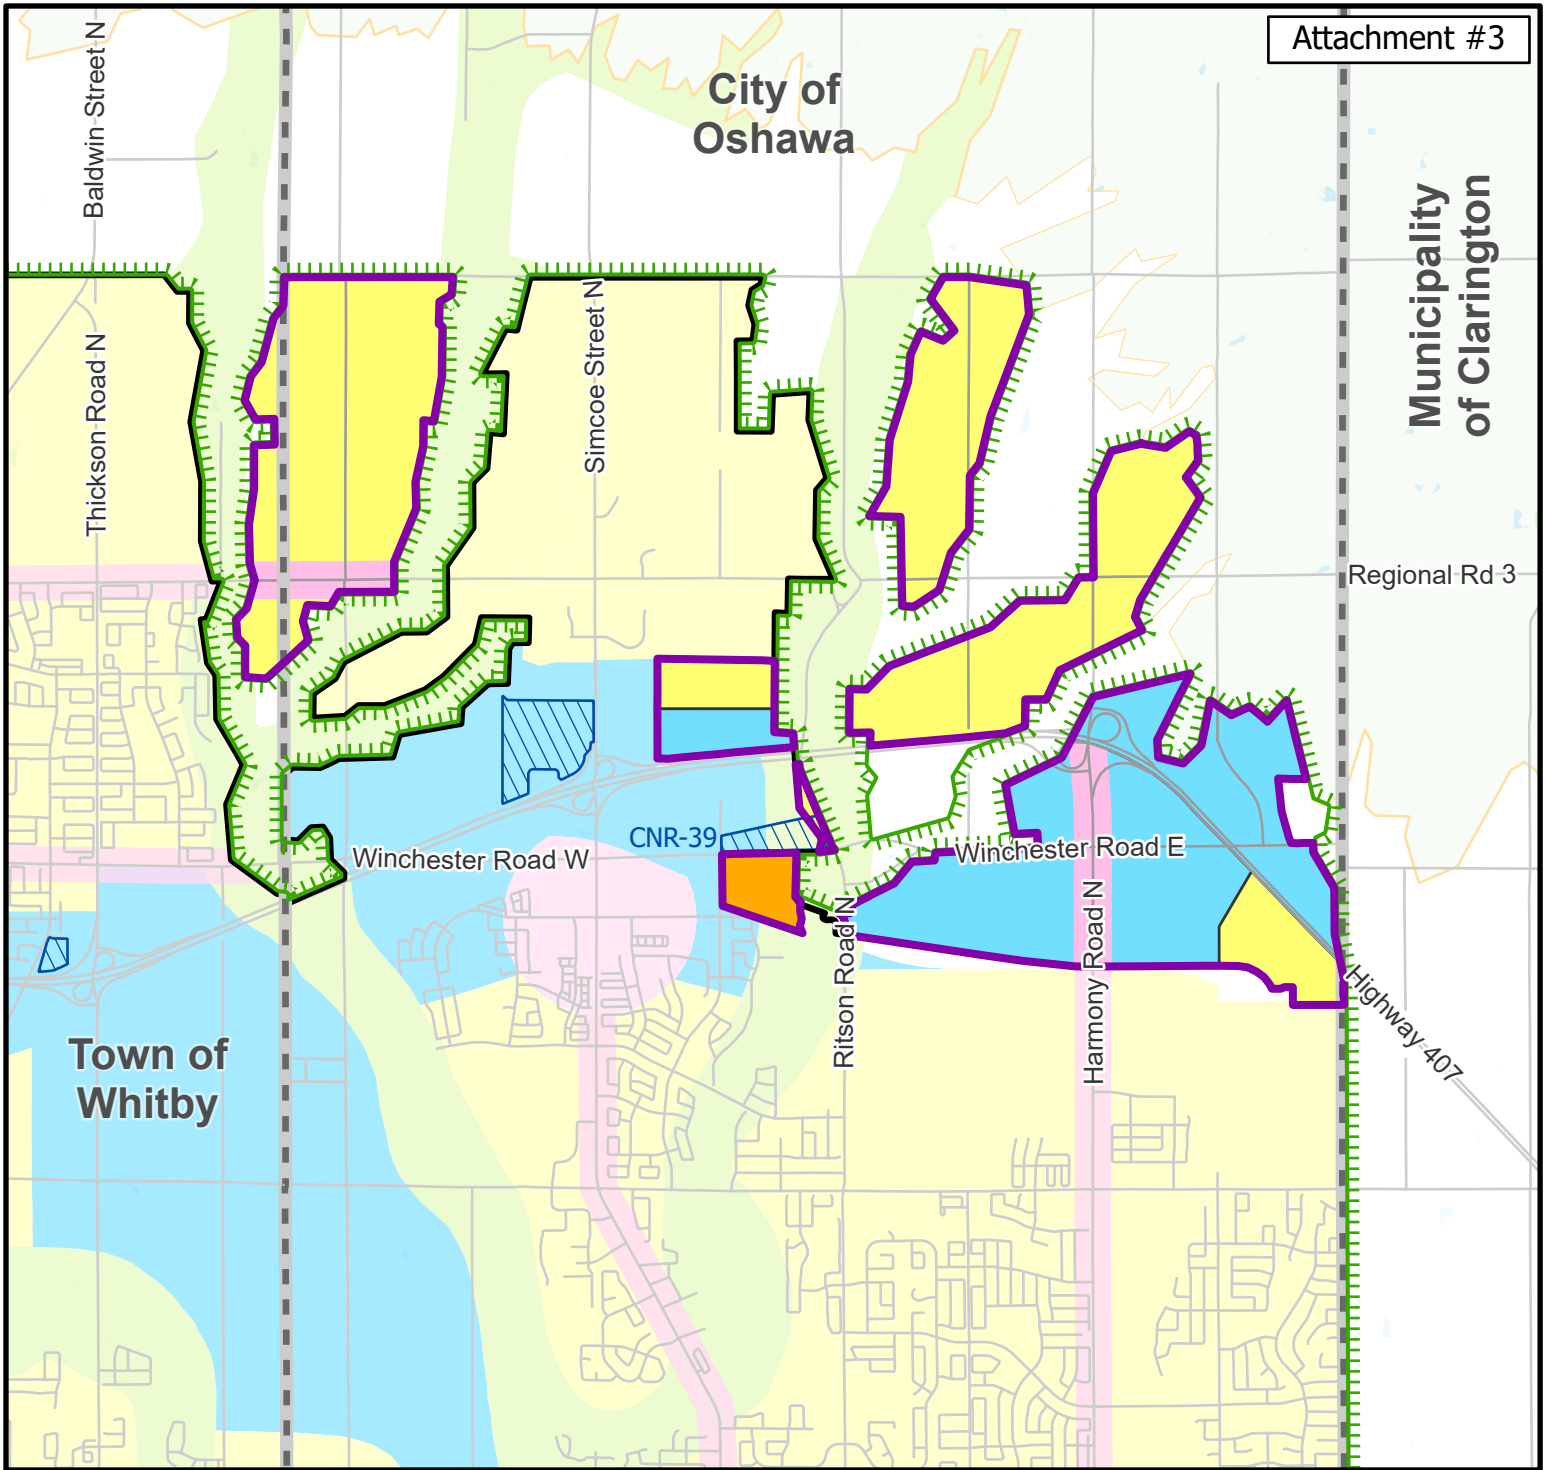 Attachment #3
City of
Oshawa
Baldwin Street N
Municipality
of Clarington
Thickson Road N
Simcoe Street N
Regional Rd 3
CNR-39
Winchester Road W
Winchester Road E
Ritson Road N
Harmony Road N
Highway 407
Town of
Whitby